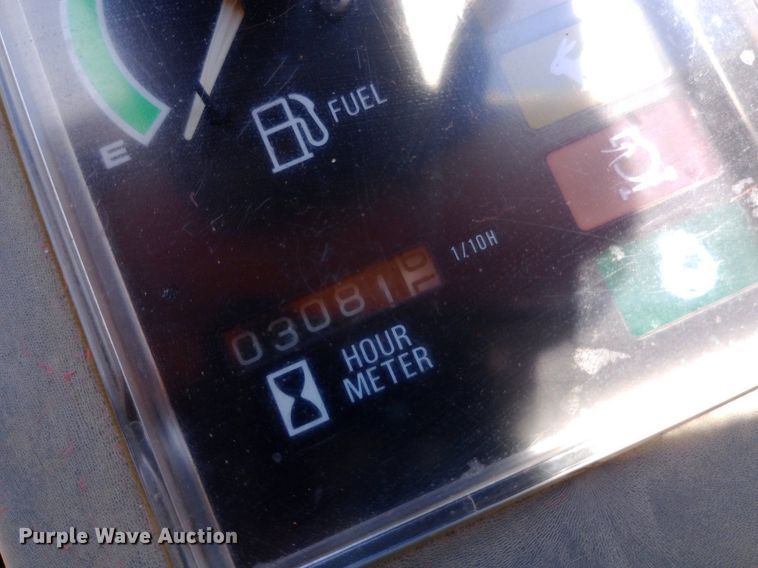 FUEL
E
1/10H
03081
HOUR
METER
Purple Wave Auction